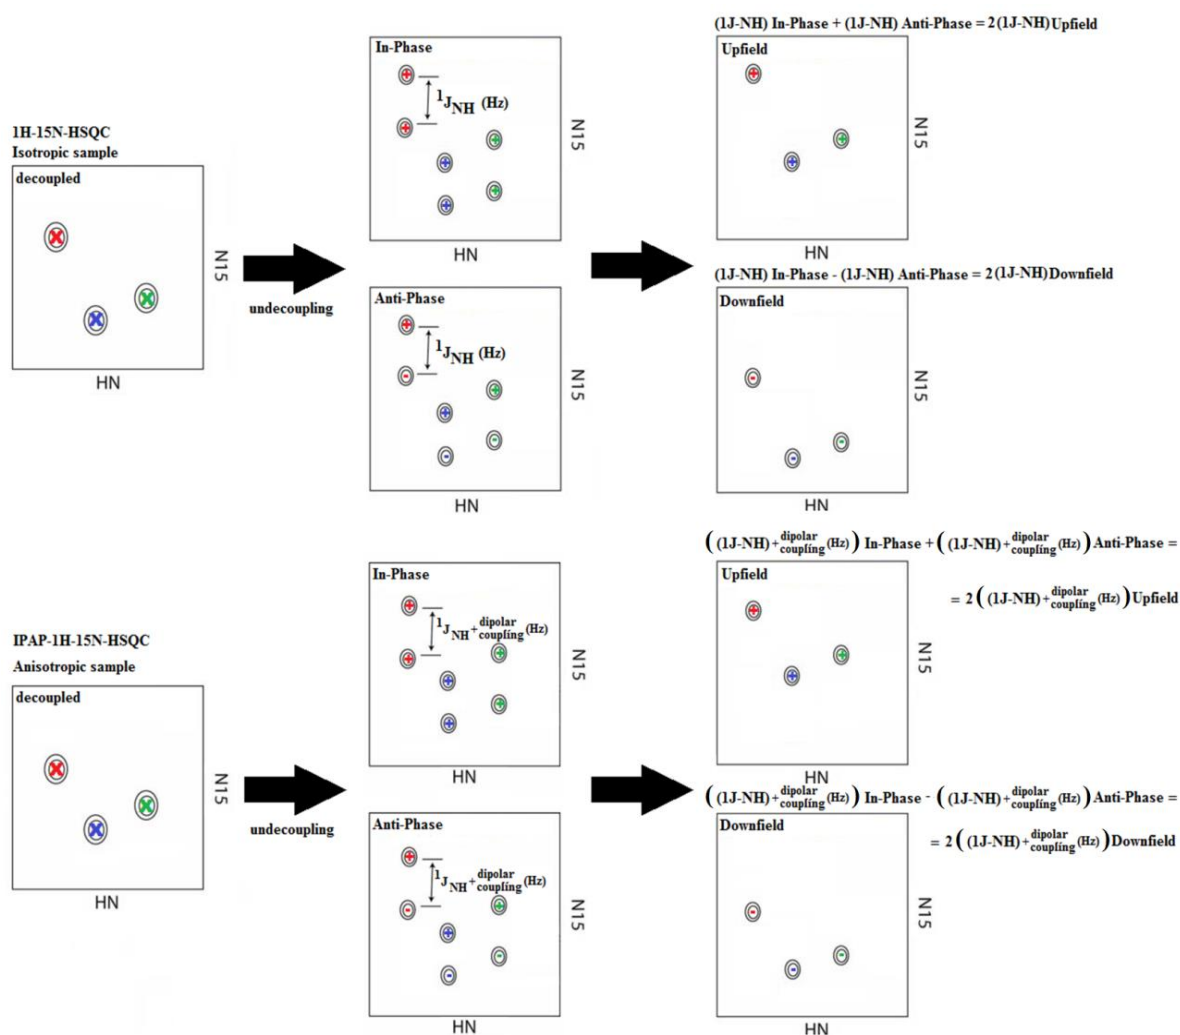 1H-15N-HSQC
Isotropic sample
decoupled
N15
HN
undecoupling
In-Phase
1JNH (Hz)
N15
HN
Anti-Phase
1JNH (Hz)
N15
HN
(1J-NH) In-Phase + (1J-NH) Anti-Phase = 2(1J-NH) Upfield
Upfield
N15
HN
(1J-NH) In-Phase - (1J-NH) Anti-Phase = 2(1J-NH) Downfield
Downfield
N15
HN
IPAP-1H-15N-HSQC
Anisotropic sample
decoupled
N15
HN
undecoupling
In-Phase
1JNH + dipolar coupling (Hz)
N15
HN
Anti-Phase
1JNH + dipolar coupling (Hz)
N15
HN
((1J-NH)+dipolar coupling (Hz)) In-Phase + ((1J-NH)+dipolar coupling (Hz)) Anti-Phase =
= 2((1J-NH)+dipolar coupling (Hz)) Upfield
Upfield
N15
HN
((1J-NH)+dipolar coupling (Hz)) In-Phase - ((1J-NH)+dipolar coupling (Hz)) Anti-Phase =
= 2((1J-NH)+dipolar coupling (Hz)) Downfield
Downfield
N15
HN